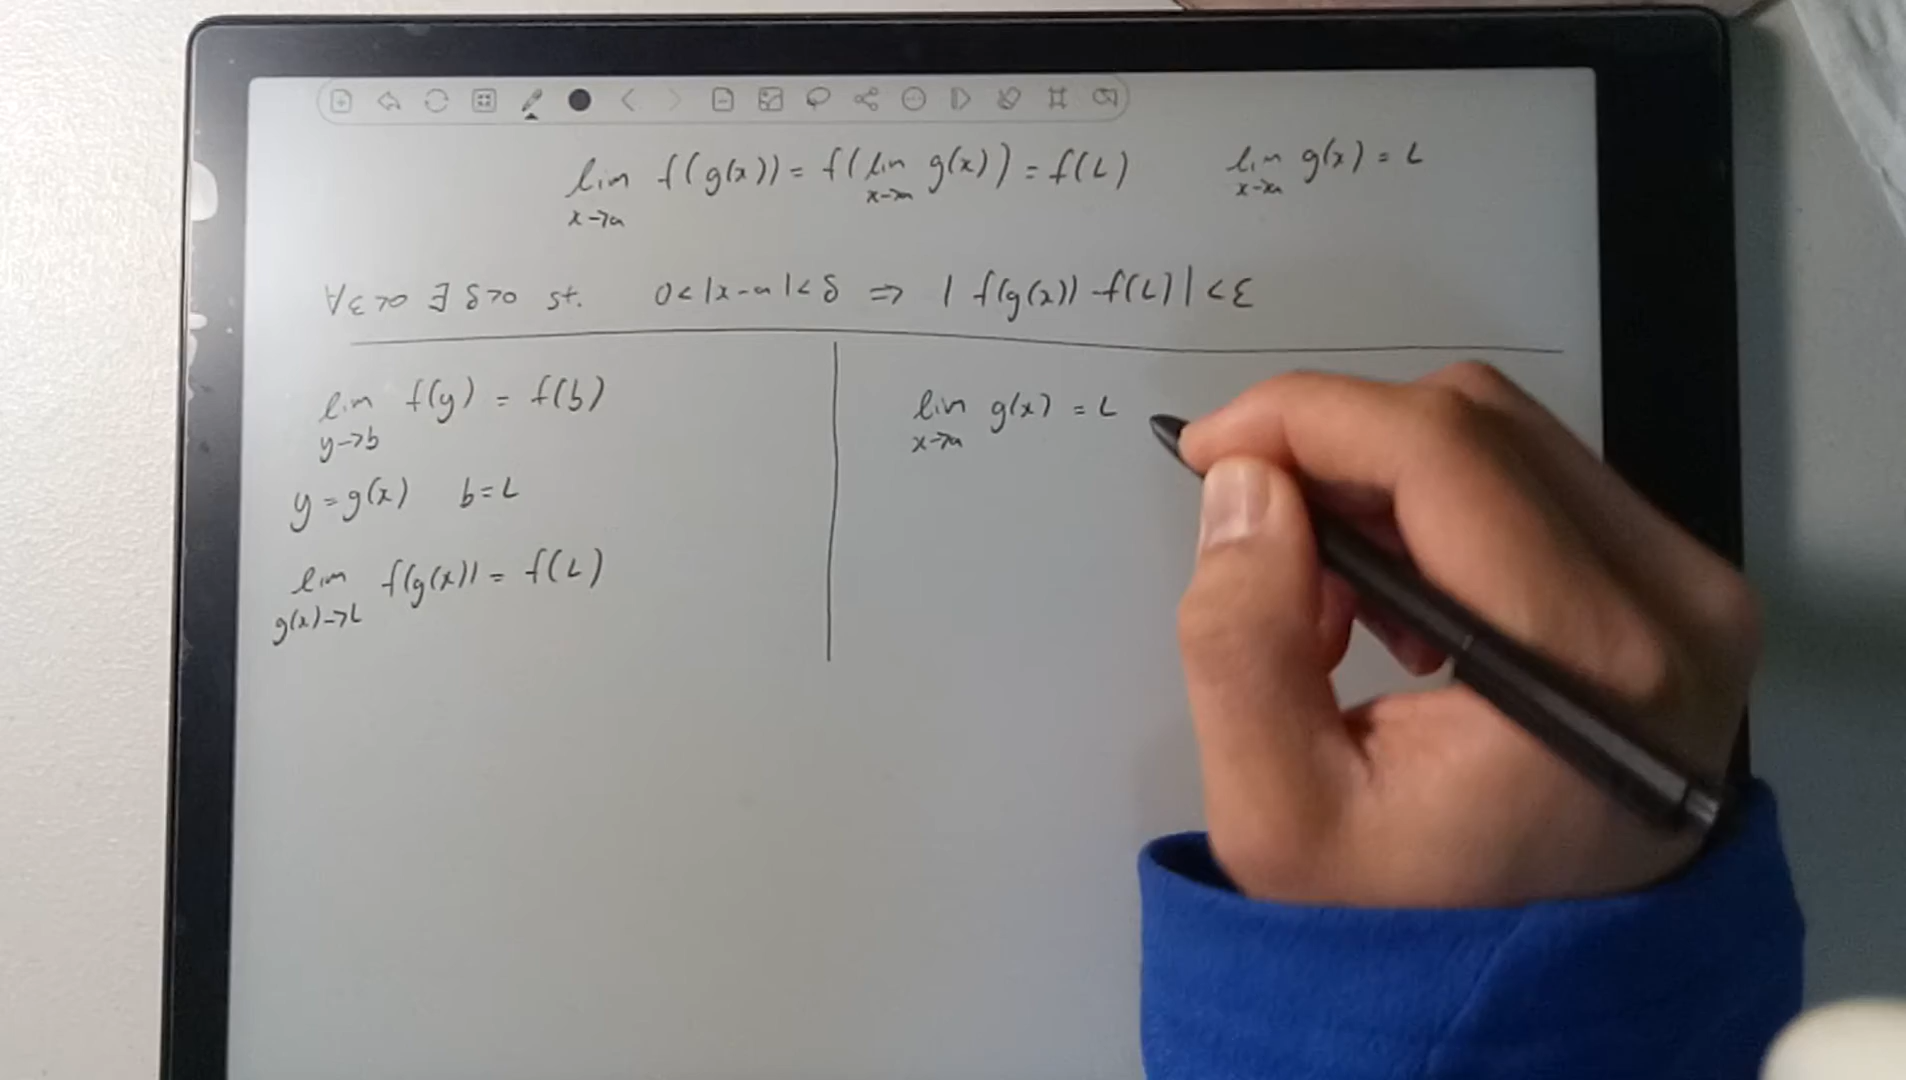 lim f(g(x)) = f(lim g(x)) = f(L) lim g(x) = L
x→a x→a x→a
∀ε>0 ∃ δ>0 st. 0<|x-a|<δ ⇒ | f(g(x)) - f(L) | < ε
lim f(y) = f(b)
y→b
y = g(x) b = L
lim f(g(x)) = f(L)
g(x)→L
lim g(x) = L
x→a